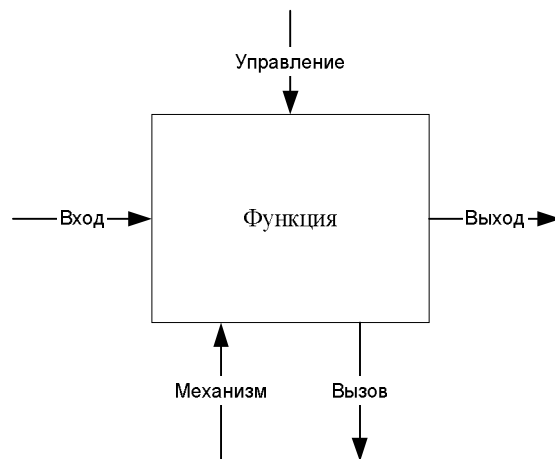 Управление
Вход
Функция
Выход
Механизм
Вызов